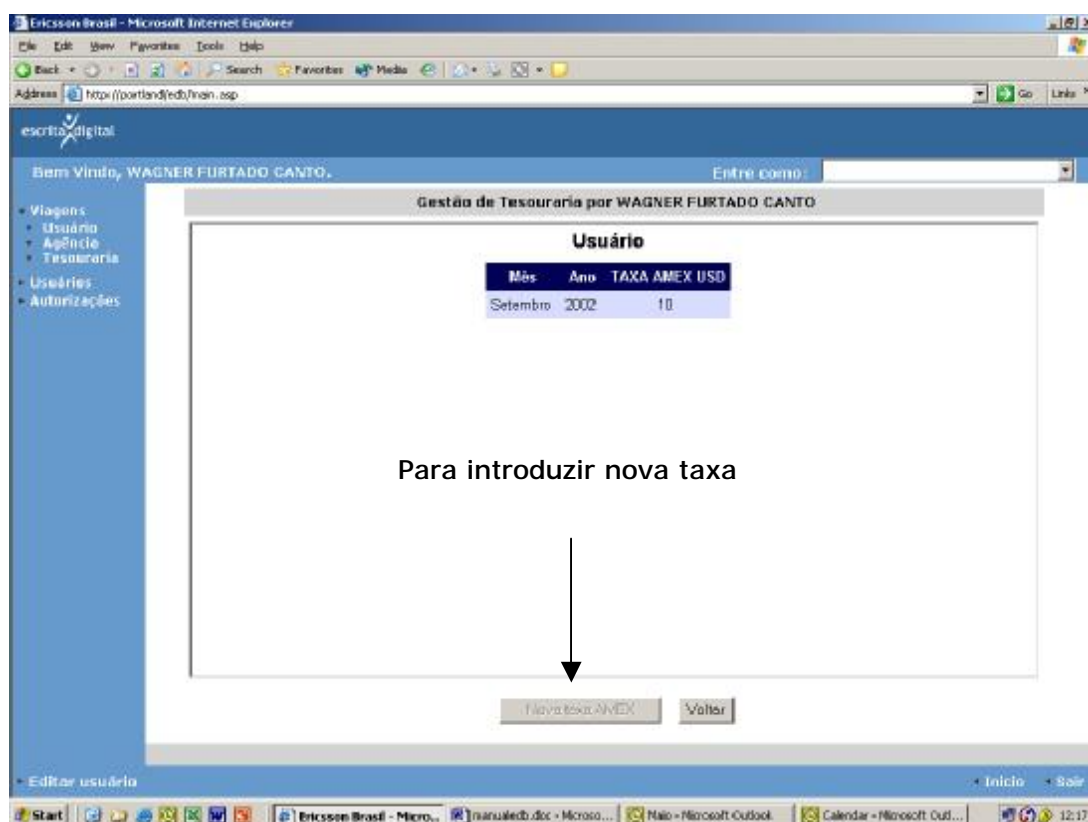 Ericsson Brasil - Microsoft Internet Explorer
File Edit View Favorites Tools Help
Back Search Favorites Media
Address http://portland/edb/main.asp Go Links
escrita digital
Bem Vindo, WAGNER FURTADO CANTO. Entre como:
Gestão de Tesouraria por WAGNER FURTADO CANTO
Viagens
Usuário
Agência
Tesouraria
Usuários
Autorizações
Usuário
Mês Ano TAXA AMEX USD
Setembro 2002 10
Para introduzir nova taxa
Nova taxa AMEX Voltar
Editar usuário Início Sair
Start Ericsson Brasil - Micro... manualedb.doc - Microso... Maio - Microsoft Outlook Calendar - Microsoft Outl...